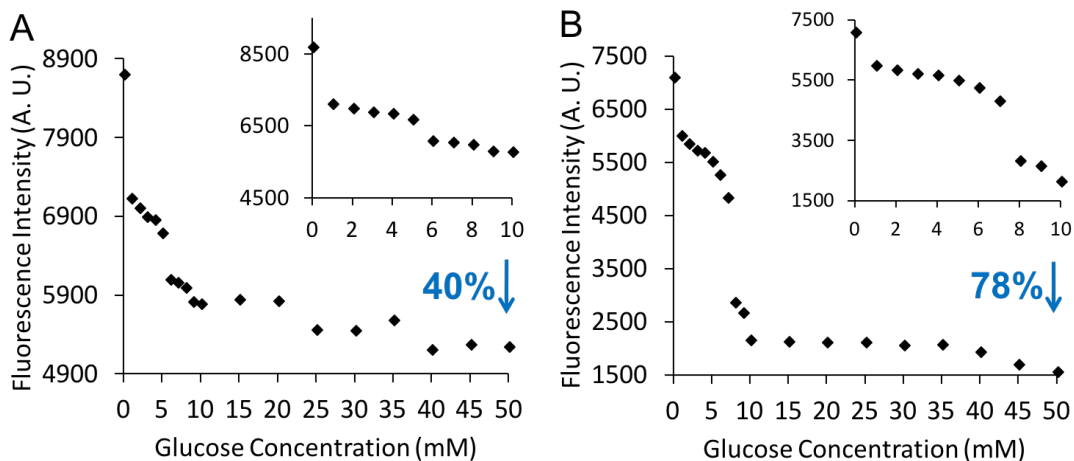 A
Fluorescence Intensity (A. U.)
8900
7900
6900
5900
4900
0 5 10 15 20 25 30 35 40 45 50
Glucose Concentration (mM)
8500
6500
4500
0 2 4 6 8 10
40%
B
Fluorescence Intensity (A. U.)
7500
6500
5500
4500
3500
2500
1500
0 5 10 15 20 25 30 35 40 45 50
Glucose Concentration (mM)
7500
5500
3500
1500
0 2 4 6 8 10
78%